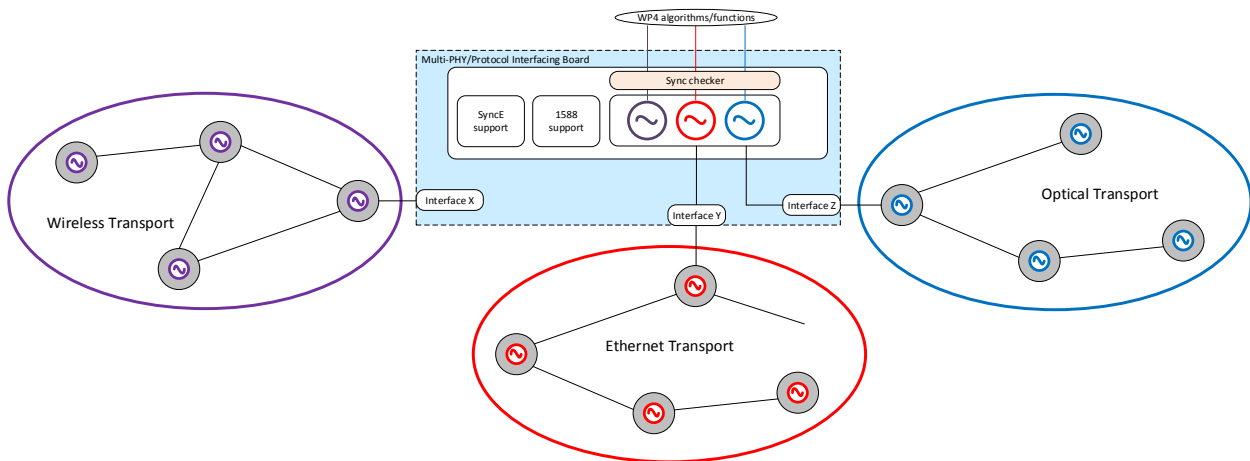 WP4 algorithms/functions
Multi-PHY/Protocol Interfacing Board
Sync checker
SyncE
support
1588
support
Interface X
Interface Y
Interface Z
Wireless Transport
Optical Transport
Ethernet Transport